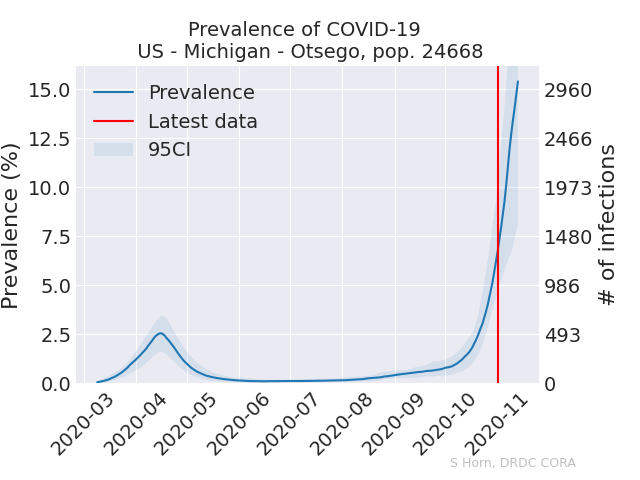 Prevalence of COVID-19
US - Michigan - Otsego, pop. 24668
Prevalence
Latest data
95CI
Prevalence (%)
15.0
12.5
10.0
7.5
5.0
2.5
0.0
2960
2466
1973
1480
986
493
0
# of infections
2020-03
2020-04
2020-05
2020-06
2020-07
2020-08
2020-09
2020-10
2020-11
S Horn, DRDC CORA